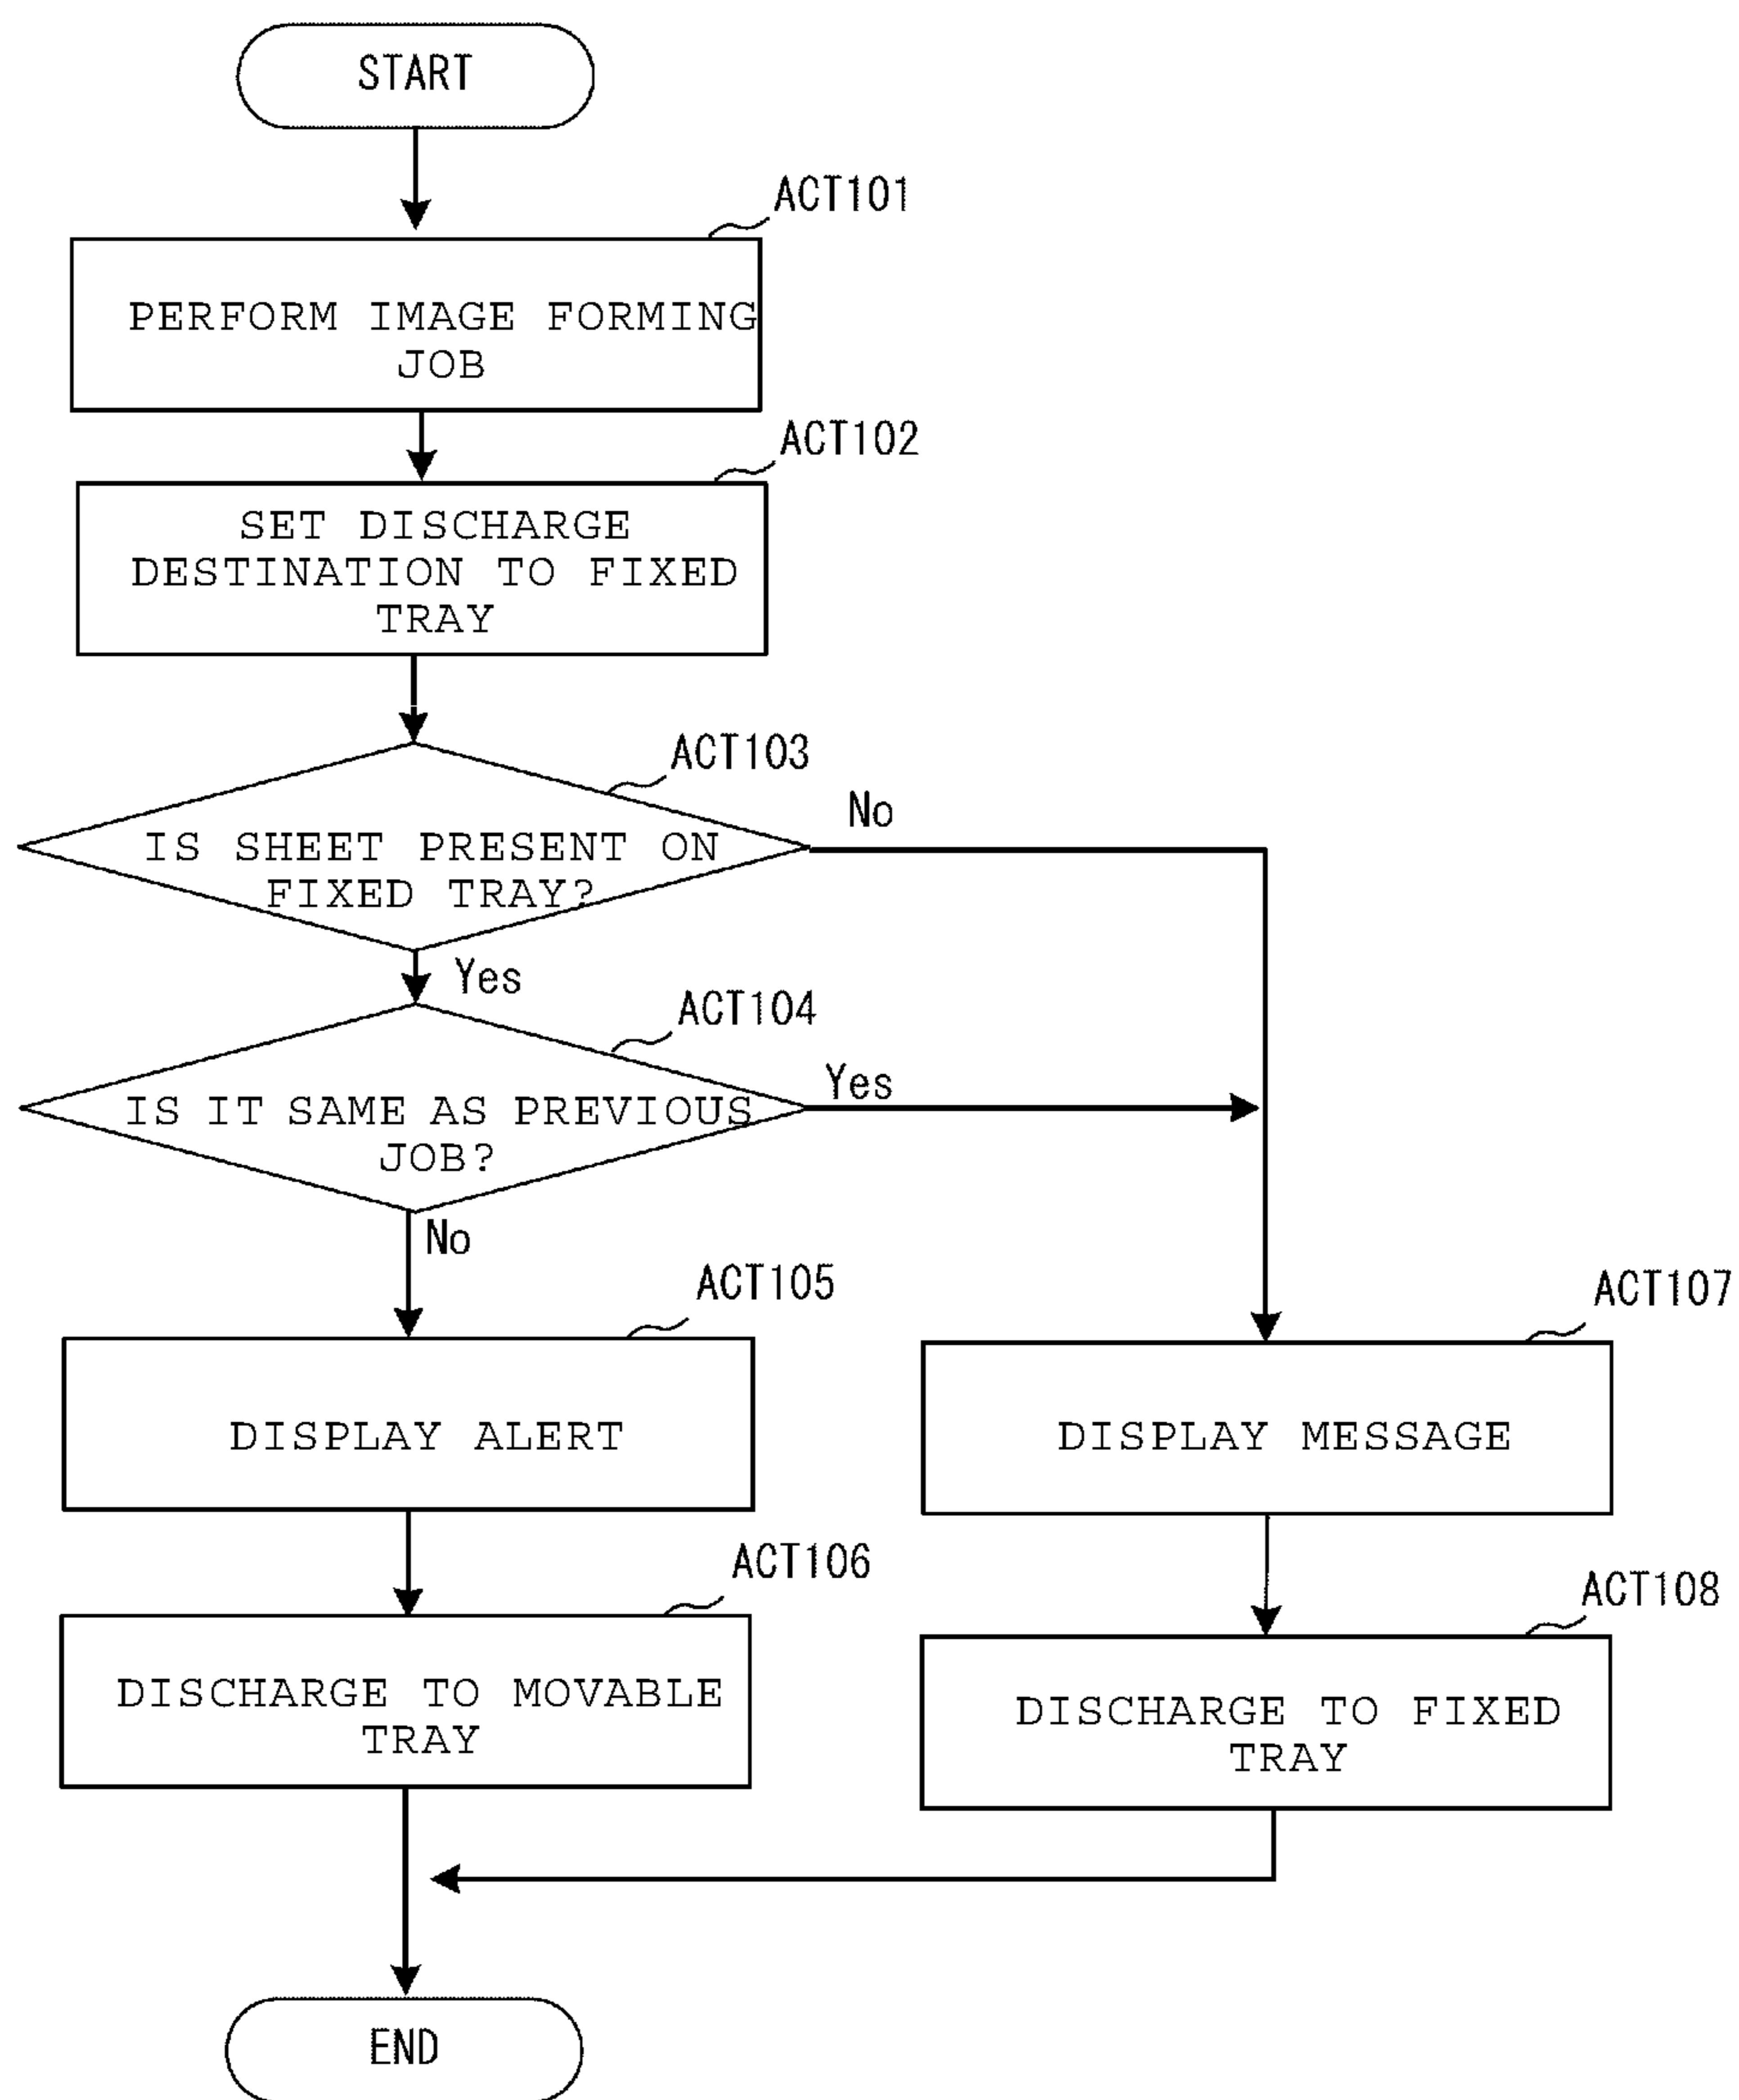 START
ACT101
PERFORM IMAGE FORMING
JOB
ACT102
SET DISCHARGE
DESTINATION TO FIXED
TRAY
ACT103
No
IS SHEET PRESENT ON
FIXED TRAY?
Yes
ACT104
Yes
IS IT SAME AS PREVIOUS
JOB?
No
ACT105
ACT107
DISPLAY ALERT
DISPLAY MESSAGE
ACT106
ACT108
DISCHARGE TO MOVABLE
TRAY
DISCHARGE TO FIXED
TRAY
END